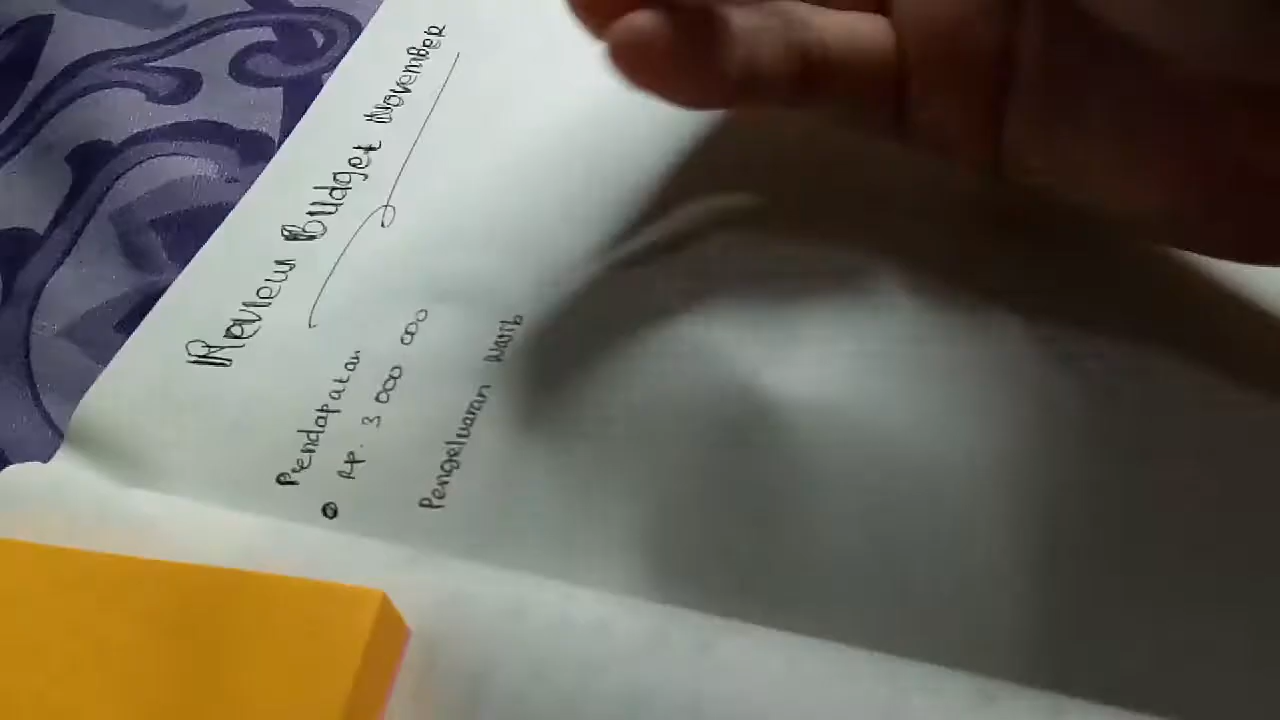 Review Budget November
Pendapatan
Rp. 3 000 000
Pengeluaran Wajib